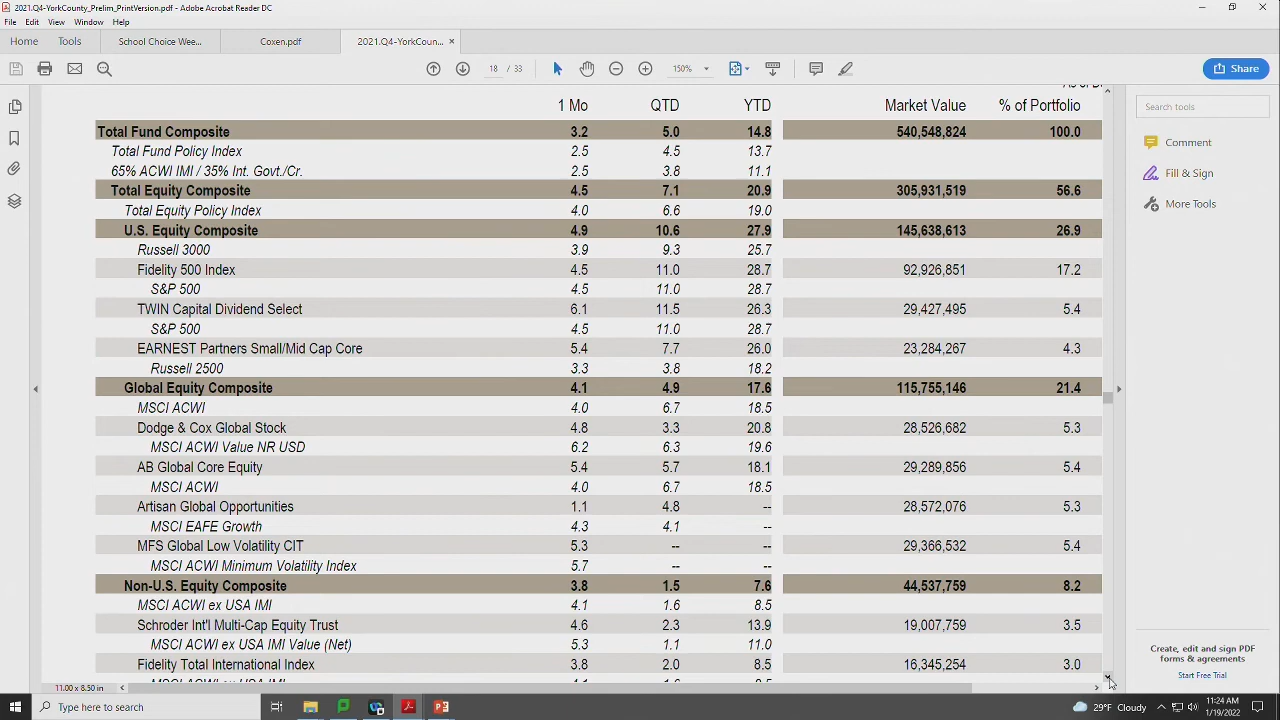 2021.Q4-YorkCounty_Prelim_PrintVersion.pdf - Adobe Acrobat Reader DC
File Edit View Window Help
Home Tools School Choice Wee... Coxen.pdf 2021.Q4-YorkCoun... ×
18 / 33 150% Share
1 Mo QTD YTD Market Value % of Portfolio
Search tools
Total Fund Composite 3.2 5.0 14.8 540,548,824 100.0
Total Fund Policy Index 2.5 4.5 13.7
Comment
65% ACWI IMI / 35% Int. Govt./Cr. 2.5 3.8 11.1
Fill & Sign
Total Equity Composite 4.5 7.1 20.9 305,931,519 56.6
More Tools
Total Equity Policy Index 4.0 6.6 19.0
U.S. Equity Composite 4.9 10.6 27.9 145,638,613 26.9
Russell 3000 3.9 9.3 25.7
Fidelity 500 Index 4.5 11.0 28.7 92,926,851 17.2
S&P 500 4.5 11.0 28.7
TWIN Capital Dividend Select 6.1 11.5 26.3 29,427,495 5.4
S&P 500 4.5 11.0 28.7
EARNEST Partners Small/Mid Cap Core 5.4 7.7 26.0 23,284,267 4.3
Russell 2500 3.3 3.8 18.2
Global Equity Composite 4.1 4.9 17.6 115,755,146 21.4
MSCI ACWI 4.0 6.7 18.5
Dodge & Cox Global Stock 4.8 3.3 20.8 28,526,682 5.3
MSCI ACWI Value NR USD 6.2 6.3 19.6
AB Global Core Equity 5.4 5.7 18.1 29,289,856 5.4
MSCI ACWI 4.0 6.7 18.5
Artisan Global Opportunities 1.1 4.8 -- 28,572,076 5.3
MSCI EAFE Growth 4.3 4.1 --
MFS Global Low Volatility CIT 5.3 -- -- 29,366,532 5.4
MSCI ACWI Minimum Volatility Index 5.7 -- --
Non-U.S. Equity Composite 3.8 1.5 7.6 44,537,759 8.2
MSCI ACWI ex USA IMI 4.1 1.6 8.5
Schroder Int'l Multi-Cap Equity Trust 4.6 2.3 13.9 19,007,759 3.5
MSCI ACWI ex USA IMI Value (Net) 5.3 1.1 11.0
Fidelity Total International Index 3.8 2.0 8.5 16,345,254 3.0
MSCI ACWI ex USA IMI 4.1 1.6 8.5
Create, edit and sign PDF
forms & agreements
Start Free Trial
11.00 x 8.50 in
Type here to search
29°F Cloudy
11:24 AM
1/19/2022